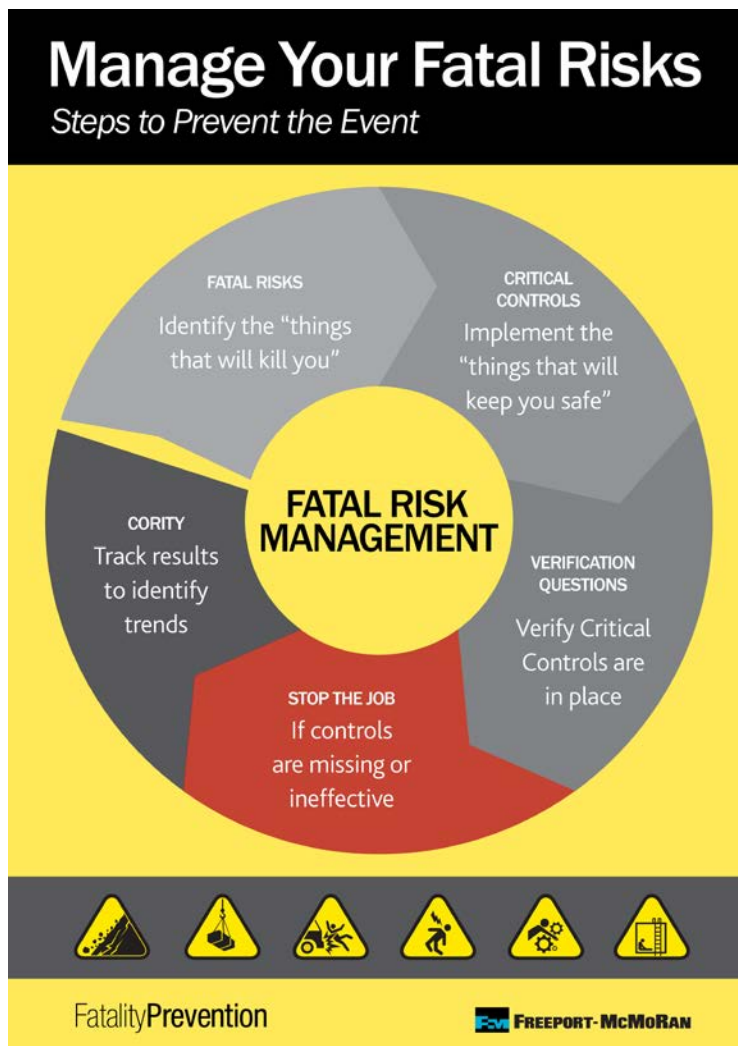 Manage Your Fatal Risks
Steps to Prevent the Event
FATAL RISKS
Identify the “things
that will kill you”
CRITICAL
CONTROLS
Implement the
“things that will
keep you safe”
VERIFICATION
QUESTIONS
Verify Critical
Controls are
in place
STOP THE JOB
If controls
are missing or
ineffective
CORITY
Track results
to identify
trends
FATAL RISK
MANAGEMENT
FatalityPrevention
FCX FREEPORT-McMoRAN